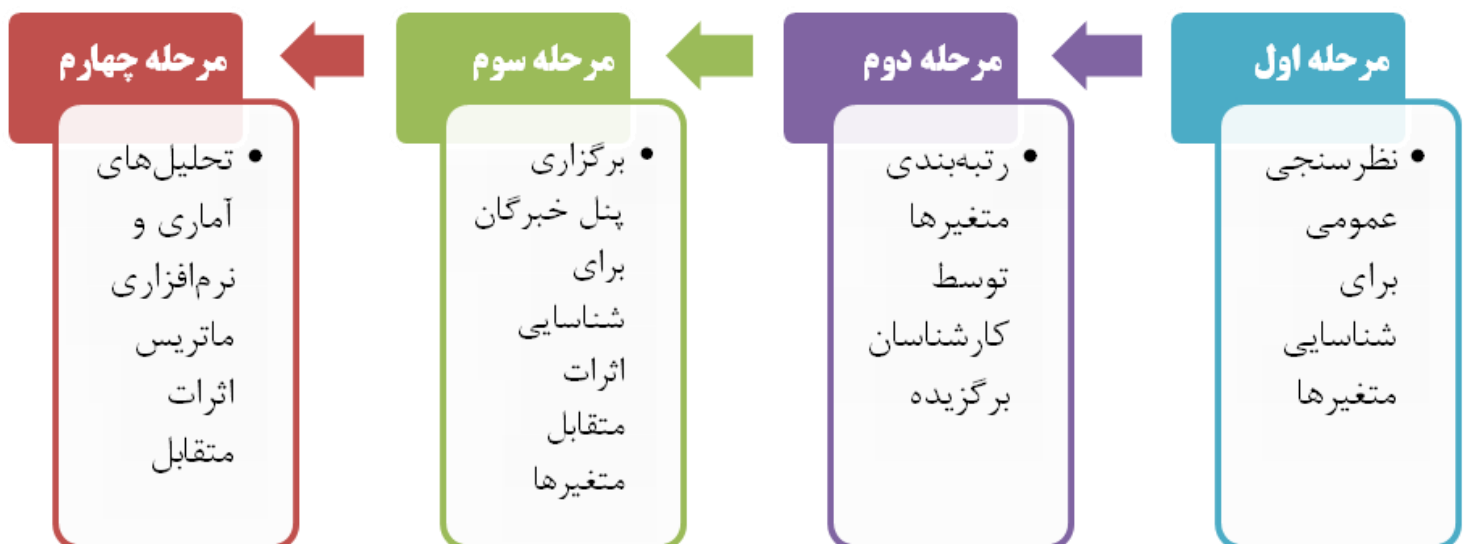 مرحله اول
• نظرسنجی
عمومی
برای
شناسایی
متغیرها
مرحله دوم
• رتبه‌بندی
متغیرها
توسط
کارشناسان
برگزیده
مرحله سوم
• برگزاری
پنل خبرگان
برای
شناسایی
اثرات
متقابل
متغیرها
مرحله چهارم
• تحلیل‌های
آماری و
نرم‌افزاری
ماتریس
اثرات
متقابل